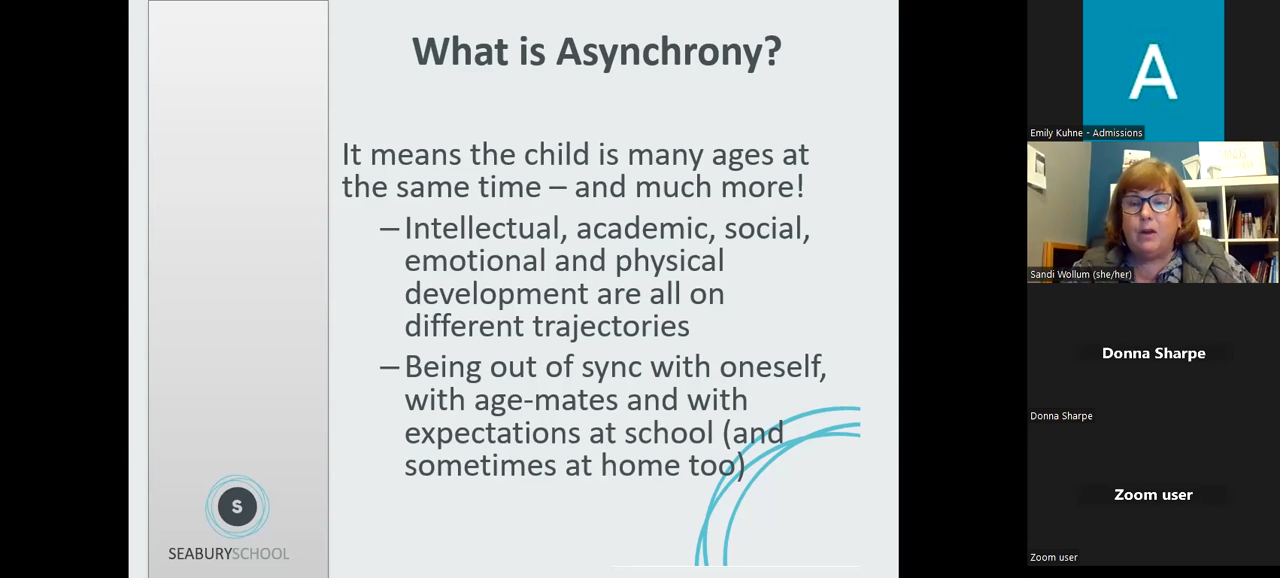 What is Asynchrony?
It means the child is many ages at
the same time – and much more!
– Intellectual, academic, social,
emotional and physical
development are all on
different trajectories
– Being out of sync with oneself,
with age-mates and with
expectations at school (and
sometimes at home too)
S
SEABURYSCHOOL
A
Emily Kuhne - Admissions
Sandi Wollum (she/her)
Donna Sharpe
Donna Sharpe
Zoom user
Zoom user